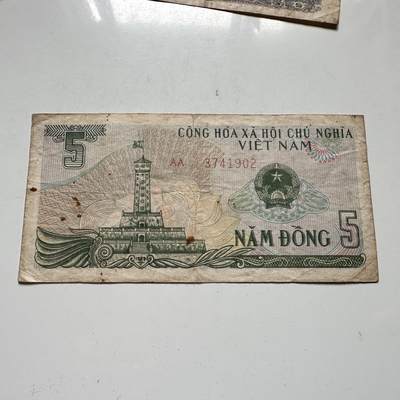 CỘNG HÒA XÃ HỘI CHỦ NGHĨA
VIỆT NAM
5
AA 3741902
NĂM ĐỒNG 5